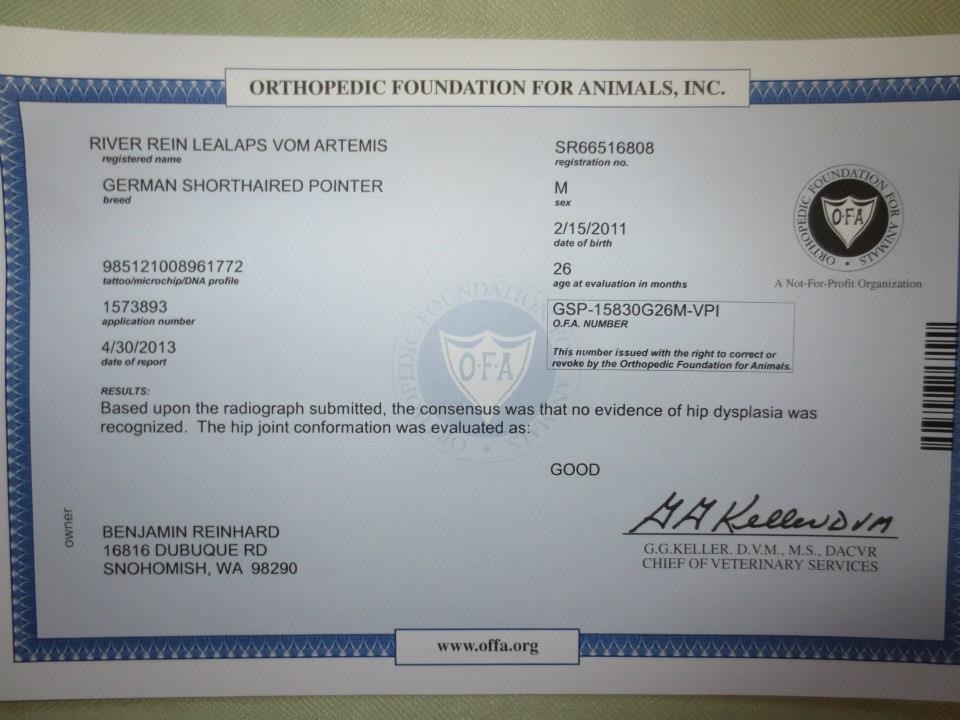 ORTHOPEDIC FOUNDATION FOR ANIMALS, INC.
RIVER REIN LEALAPS VOM ARTEMIS
registered name
SR66516808
registration no.
GERMAN SHORTHAIRED POINTER
breed
M
sex
2/15/2011
date of birth
ORTHOPEDIC FOUNDATION FOR ANIMALS
O·F·A
A Not-For-Profit Organization
985121008961772
tattoo/microchip/DNA profile
26
age at evaluation in months
1573893
application number
GSP-15830G26M-VPI
O.F.A. NUMBER
4/30/2013
date of report
This number issued with the right to correct or
revoke by the Orthopedic Foundation for Animals.
O·F·A
RESULTS:
Based upon the radiograph submitted, the consensus was that no evidence of hip dysplasia was
recognized. The hip joint conformation was evaluated as:
GOOD
owner
BENJAMIN REINHARD
16816 DUBUQUE RD
SNOHOMISH, WA 98290
GG Keller DVM
G.G.KELLER. D.V.M., M.S., DACVR
CHIEF OF VETERINARY SERVICES
www.offa.org